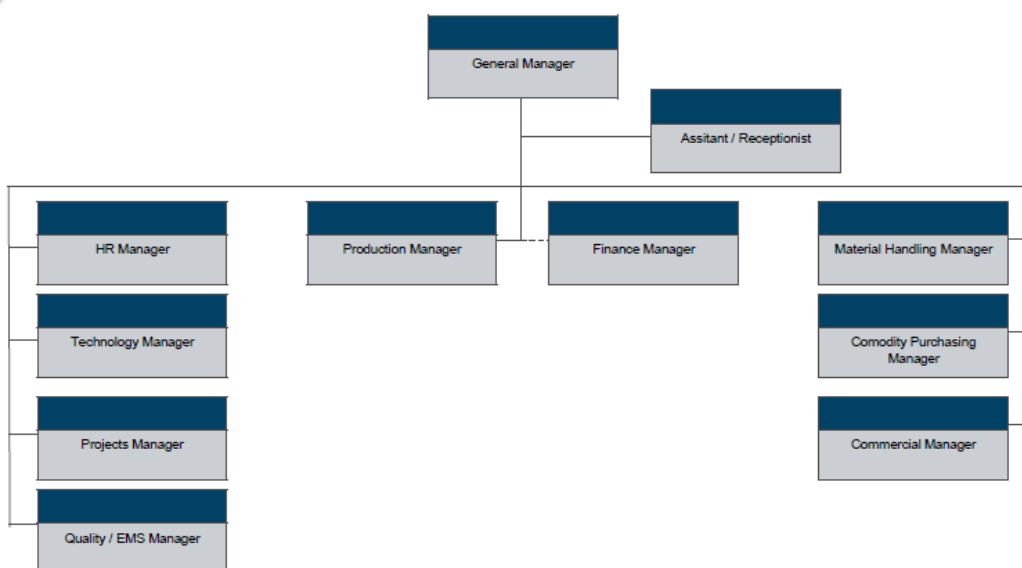 General Manager
Assitant / Receptionist
HR Manager
Production Manager
Finance Manager
Material Handling Manager
Technology Manager
Comodity Purchasing
Manager
Projects Manager
Commercial Manager
Quality / EMS Manager